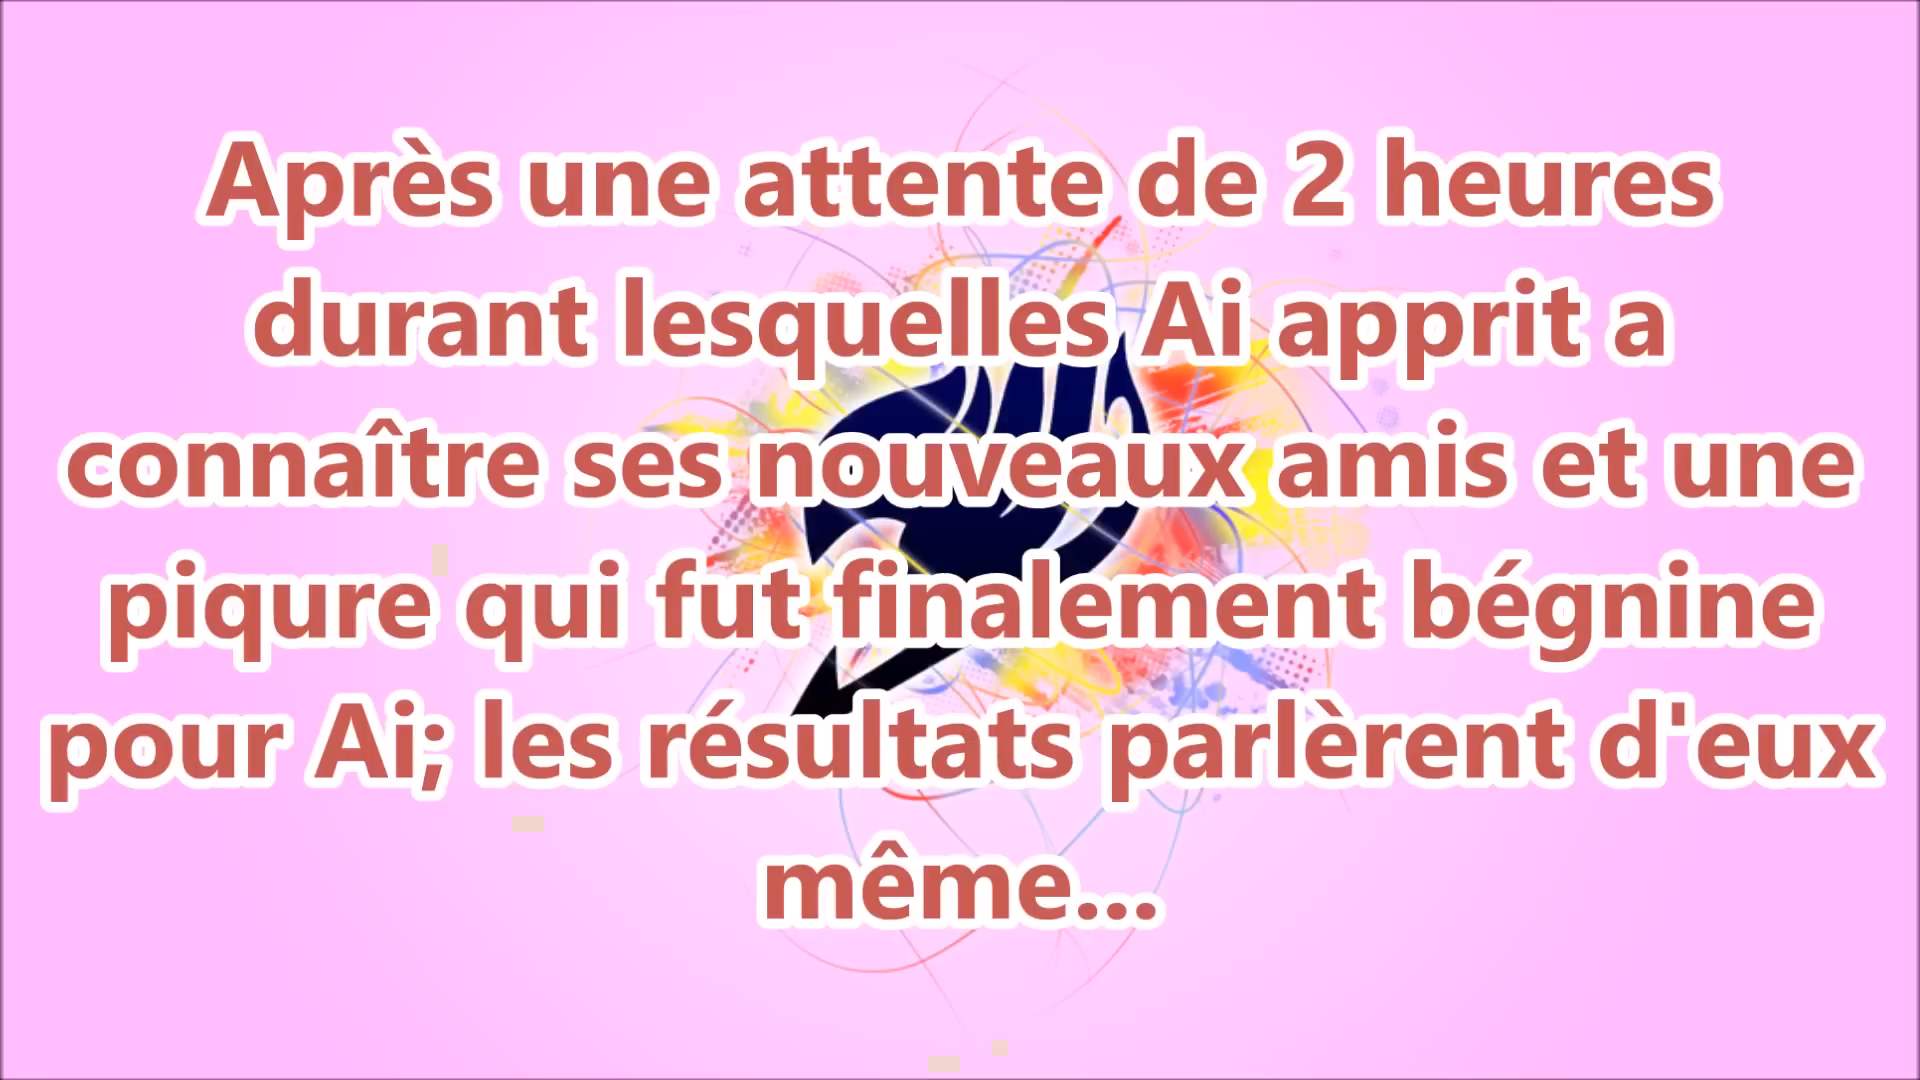 Après une attente de 2 heures
durant lesquelles Ai apprit a
connaître ses nouveaux amis et une
piqure qui fut finalement bégnine
pour Ai; les résultats parlèrent d'eux
même...